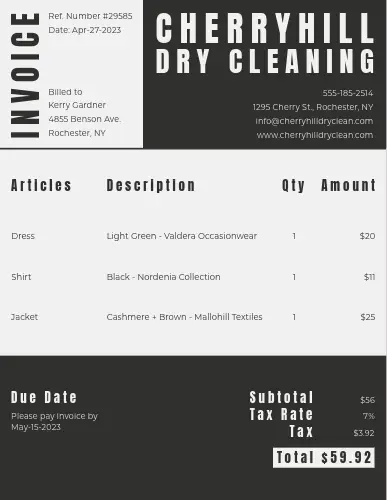 INVOICE
Ref. Number #29585
Date: Apr-27-2023
Billed to
Kerry Gardner
4855 Benson Ave.
Rochester, NY
CHERRYHILL
DRY CLEANING
555-185-2514
1295 Cherry St., Rochester, NY
info@cherryhilldryclean.com
www.cherryhilldryclean.com
Articles Description Qty Amount
Dress Light Green - Valdera Occasionwear 1 $20
Shirt Black - Nordenia Collection 1 $11
Jacket Cashmere + Brown - Mallohill Textiles 1 $25
Due Date
Please pay Invoice by
May-15-2023
Subtotal $56
Tax Rate 7%
Tax $3.92
Total $59.92